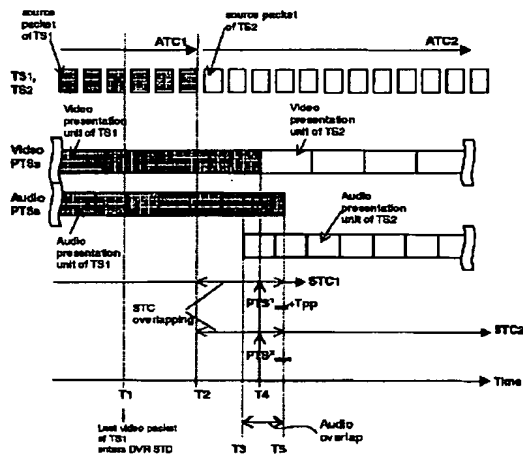 source
packet
of TS1
ATC1
source packet
of TS2
ATC2
TS1,
TS2
Video presentation
unit of TS1
Video
presentation
unit of TS2
Video
PTSs
Audio
PTSs
Audio
presentation
unit of TS1
Audio
presentation
unit of TS2
STC1
STC
overlapping
+Tpp
STC2
Time
T1
T2
T4
Last video packet
of TS1
enters DVR STD
T3
T5
Audio
overlap